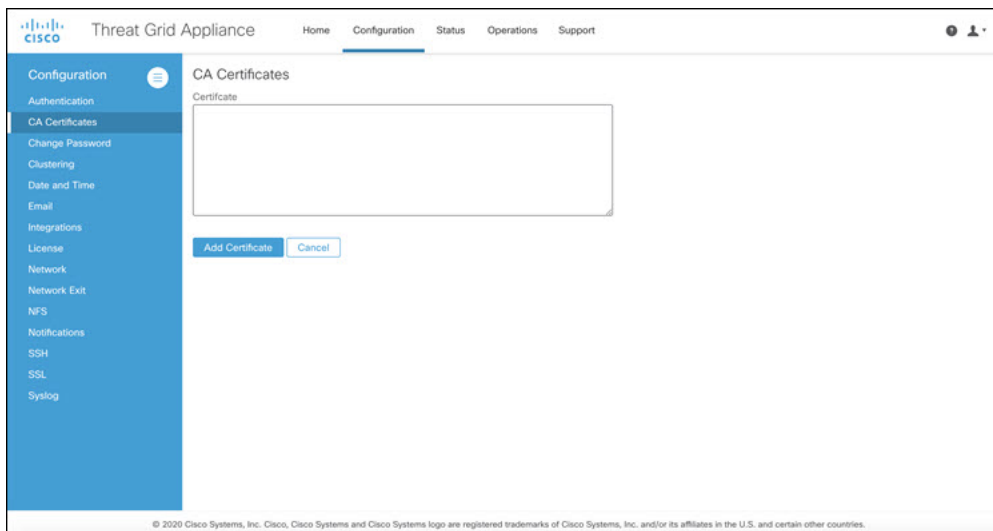 CISCO
Threat Grid Appliance
Home
Configuration
Status
Operations
Support
Configuration
Authentication
CA Certificates
Change Password
Clustering
Date and Time
Email
Integrations
License
Network
Network Exit
NFS
Notifications
SSH
SSL
Syslog
CA Certificates
Certifcate
Add Certificate
Cancel
© 2020 Cisco Systems, Inc. Cisco, Cisco Systems and Cisco Systems logo are registered trademarks of Cisco Systems, Inc. and/or its affiliates in the U.S. and certain other countries.